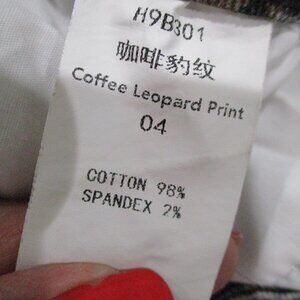 H9B301
咖啡豹纹
Coffee Leopard Print
04
COTTON 98%
SPANDEX 2%